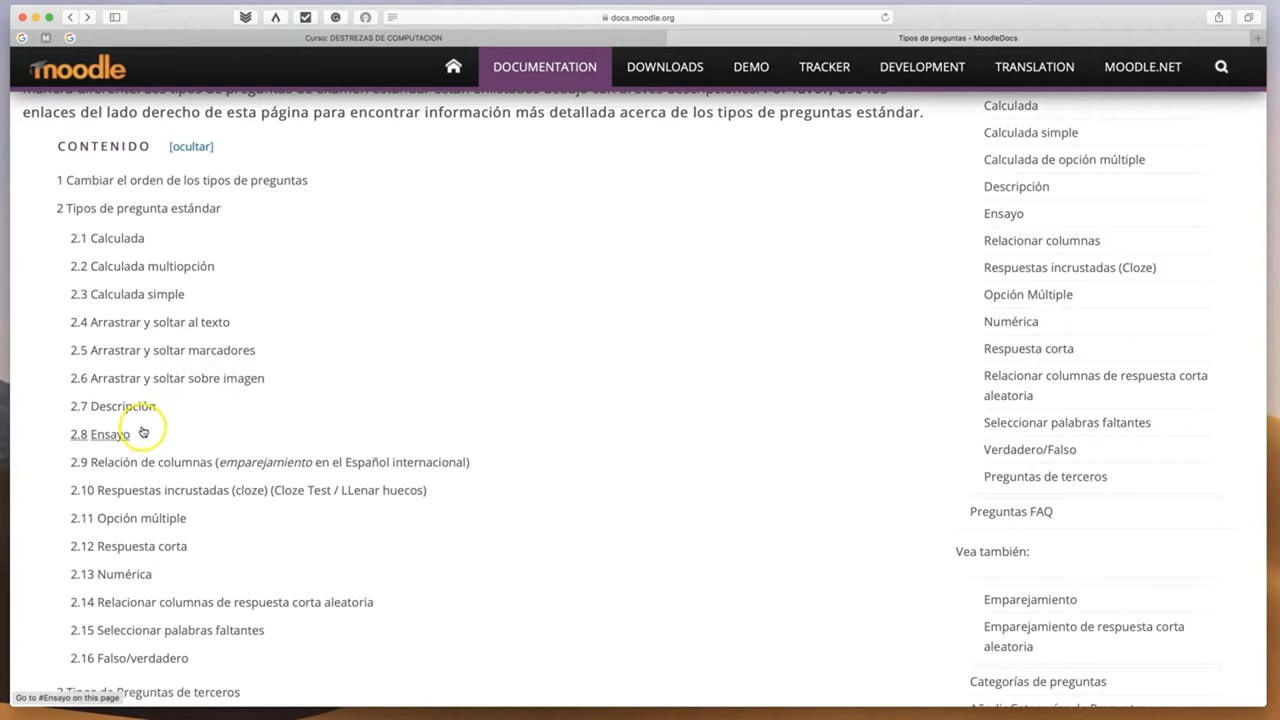 docs.moodle.org
Curso: DESTREZAS DE COMPUTACIÓN
Tipos de preguntas - MoodleDocs
moodle
DOCUMENTATION
DOWNLOADS
DEMO
TRACKER
DEVELOPMENT
TRANSLATION
MOODLE.NET
enlaces del lado derecho de esta página para encontrar información más detallada acerca de los tipos de preguntas estándar.
CONTENIDO [ocultar]
1 Cambiar el orden de los tipos de preguntas
2 Tipos de pregunta estándar
2.1 Calculada
2.2 Calculada multiopción
2.3 Calculada simple
2.4 Arrastrar y soltar al texto
2.5 Arrastrar y soltar marcadores
2.6 Arrastrar y soltar sobre imagen
2.7 Descripción
2.8 Ensayo
2.9 Relación de columnas (emparejamiento en el Español internacional)
2.10 Respuestas incrustadas (cloze) (Cloze Test / LLenar huecos)
2.11 Opción múltiple
2.12 Respuesta corta
2.13 Numérica
2.14 Relacionar columnas de respuesta corta aleatoria
2.15 Seleccionar palabras faltantes
2.16 Falso/verdadero
3 Tipos de Preguntas de terceros
Go to #Ensayo on this page
Calculada
Calculada simple
Calculada de opción múltiple
Descripción
Ensayo
Relacionar columnas
Respuestas incrustadas (Cloze)
Opción Múltiple
Numérica
Respuesta corta
Relacionar columnas de respuesta corta
aleatoria
Seleccionar palabras faltantes
Verdadero/Falso
Preguntas de terceros
Preguntas FAQ
Vea también:
Emparejamiento
Emparejamiento de respuesta corta
aleatoria
Categorías de preguntas